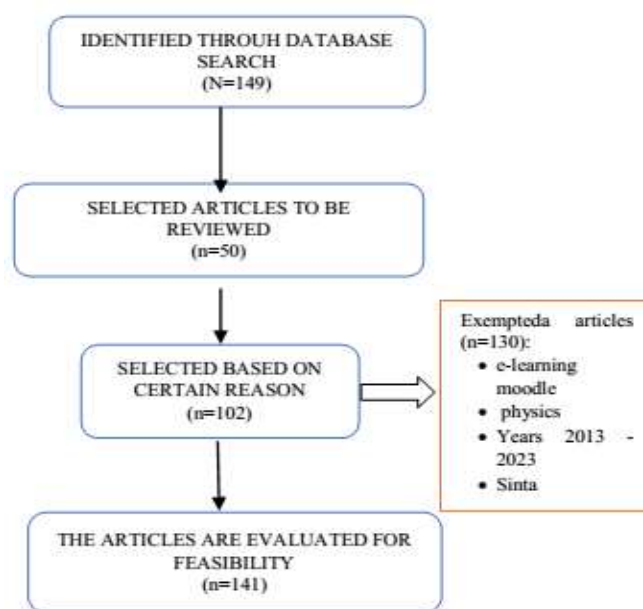 IDENTIFIED THROUH DATABASE
SEARCH
(N=149)
SELECTED ARTICLES TO BE
REVIEWED
(n=50)
SELECTED BASED ON
CERTAIN REASON
(n=102)
Exempteda articles
(n=130):
• e-learning
moodle
• physics
• Years 2013 -
2023
• Sinta
THE ARTICLES ARE EVALUATED FOR
FEASIBILITY
(n=141)